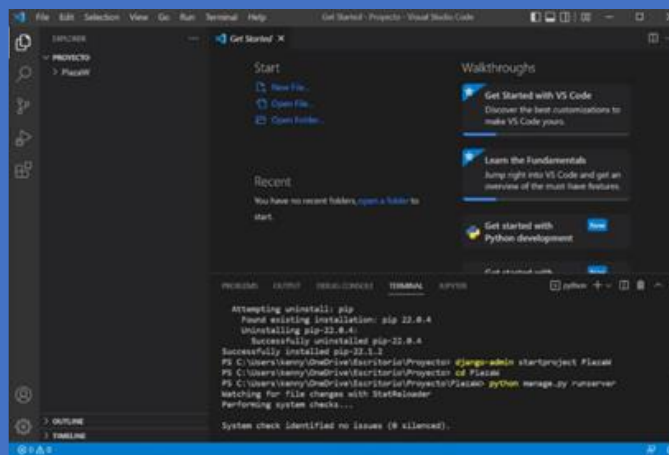 File Edit Selection View Go Run Terminal Help
Get Started - Proyecto - Visual Studio Code
EXPLORER
PROYECTO
PlazaW
OUTLINE
TIMELINE
Get Started
Start
New File...
Open File...
Open Folder...
Recent
You have no recent folders, open a folder to
start.
Walkthroughs
Get Started with VS Code
Discover the best customizations to
make VS Code yours.
Learn the Fundamentals
Jump right into VS Code and get an
overview of the must-have features.
Get started with
Python development
New
Get started with
New
PROBLEMS OUTPUT DEBUG CONSOLE TERMINAL JUPYTER
python
Attempting uninstall: pip
Found existing installation: pip 22.0.4
Uninstalling pip-22.0.4:
Successfully uninstalled pip-22.0.4
Successfully installed pip-22.1.2
PS C:\Users\kenny\OneDrive\Escritorio\Proyecto> django-admin startproject PlazaW
PS C:\Users\kenny\OneDrive\Escritorio\Proyecto> cd PlazaW
PS C:\Users\kenny\OneDrive\Escritorio\Proyecto\PlazaW> python manage.py runserver
Watching for file changes with StatReloader
Performing system checks...
System check identified no issues (0 silenced).
0 0